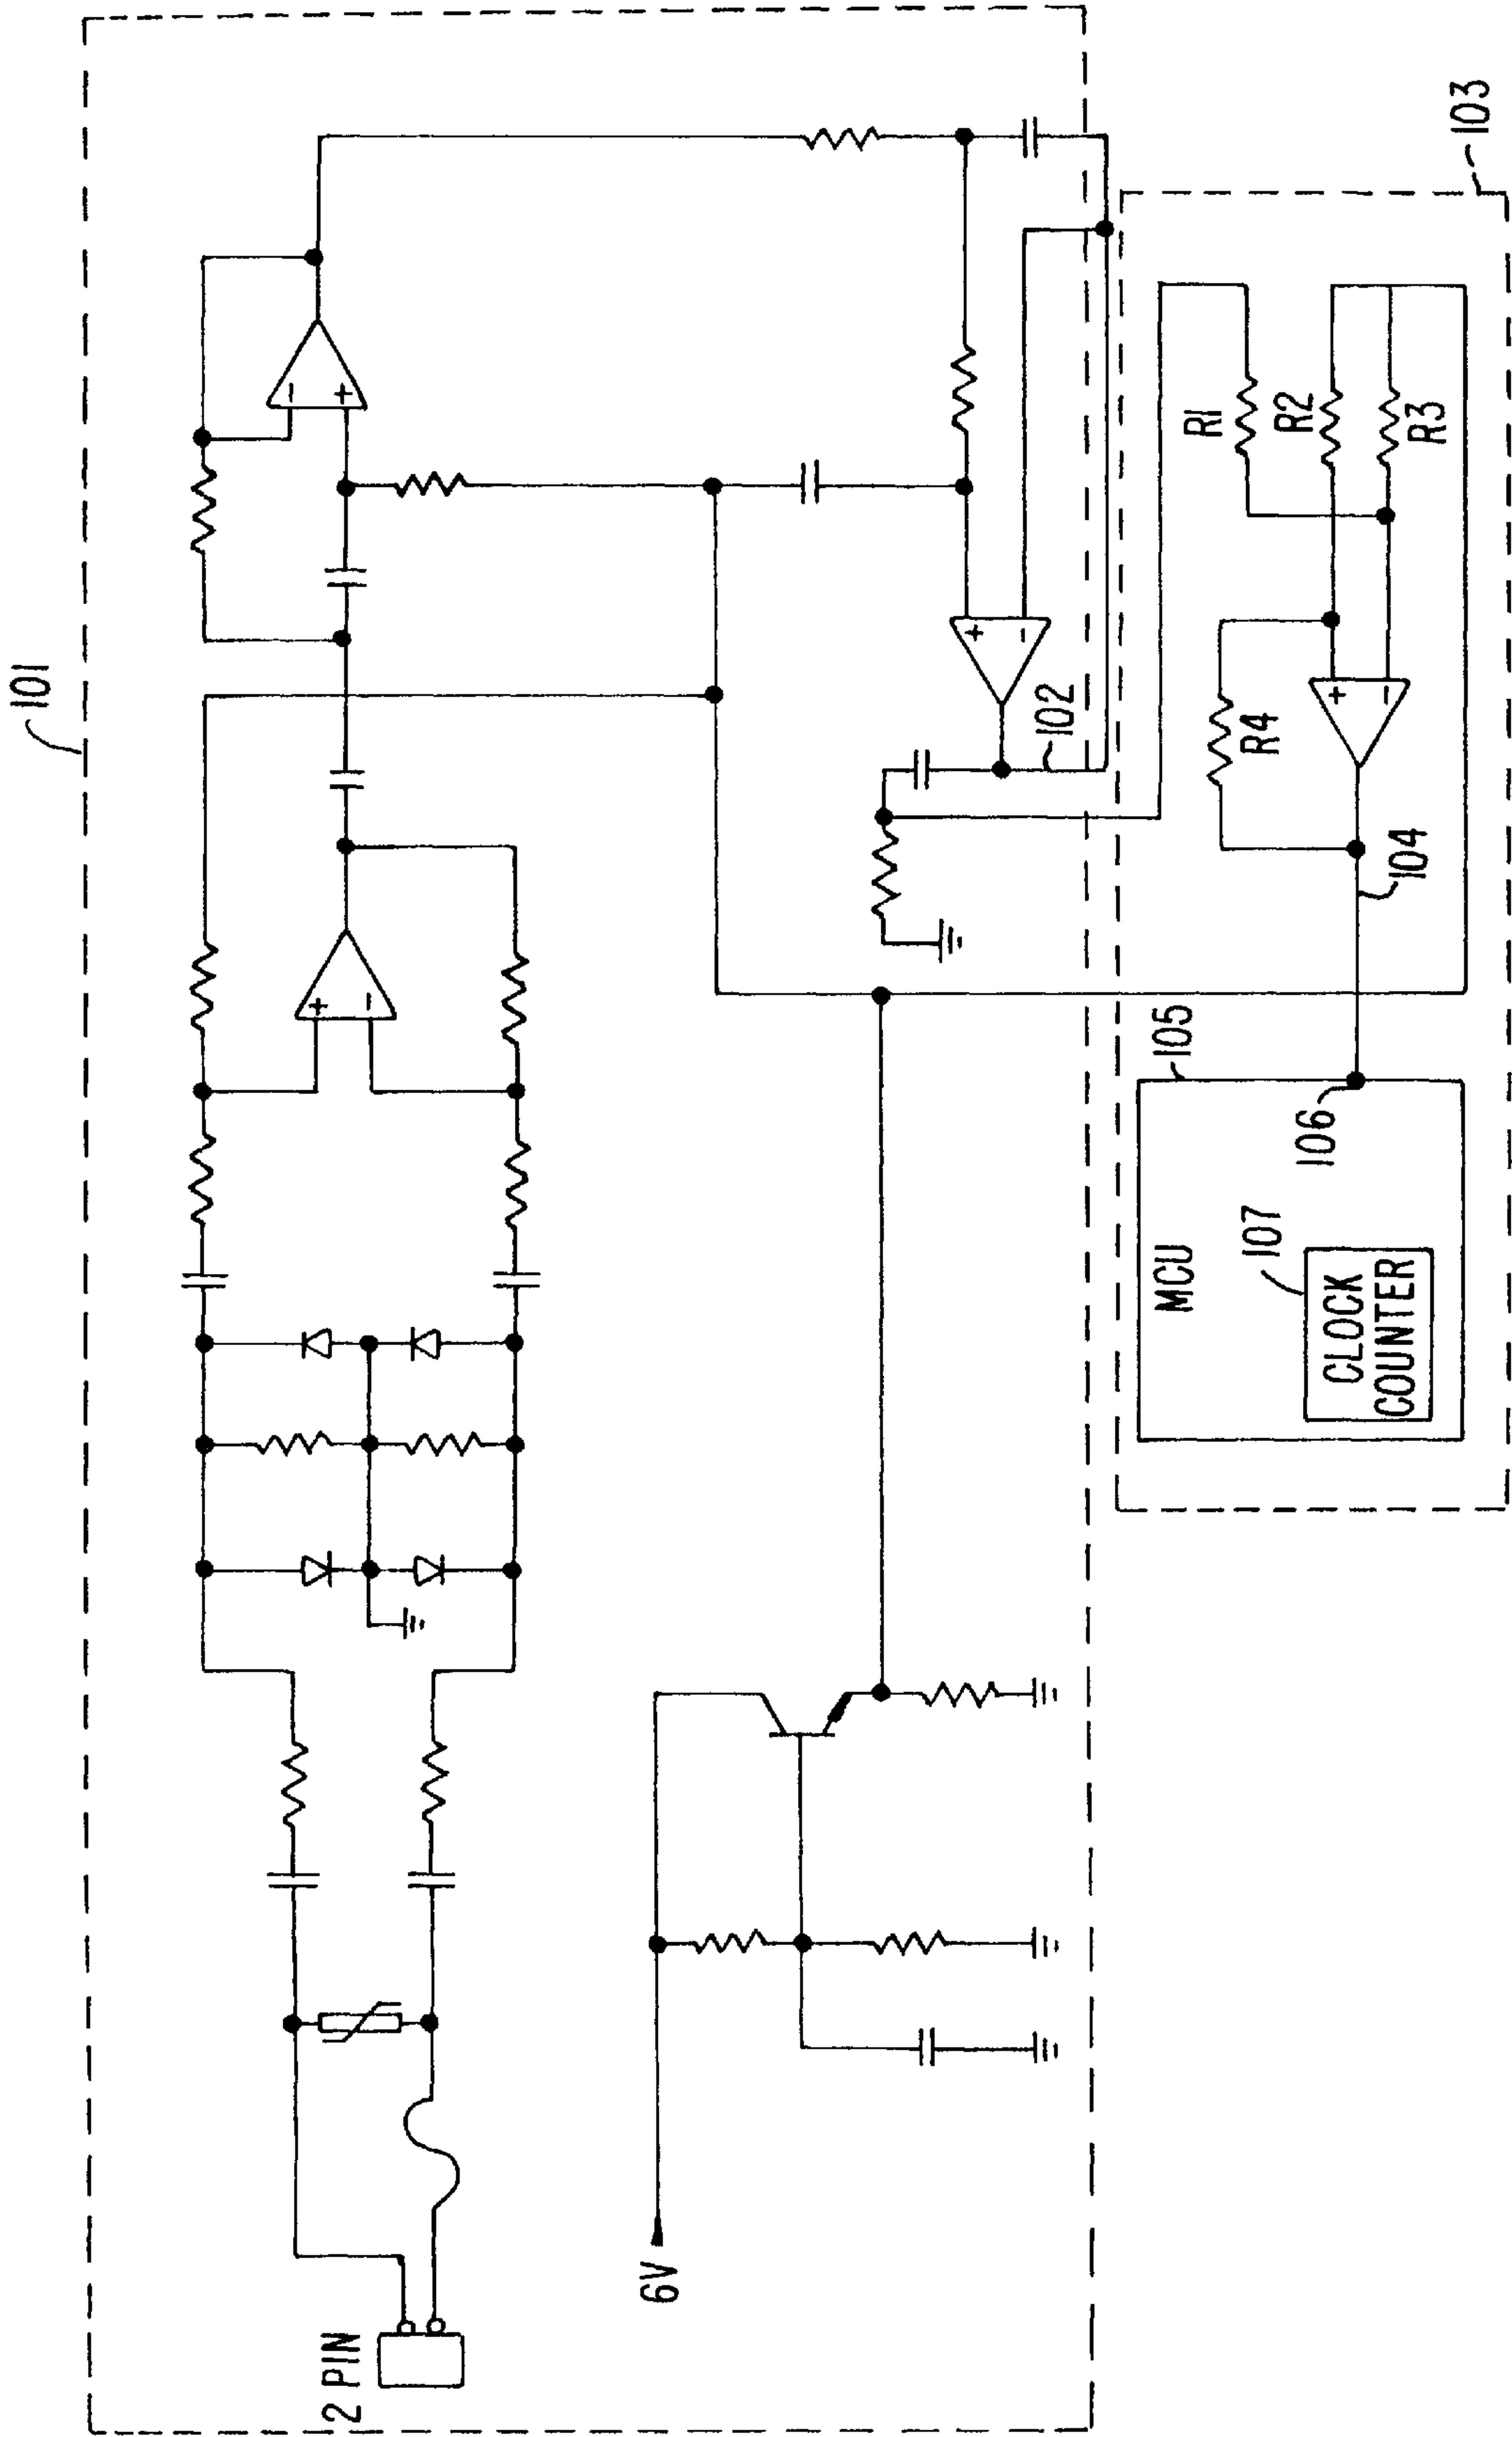 101
2 PIN
6V
102
103
R1
R2
R3
R4
104
105
106
MCU
107
CLOCK
COUNTER